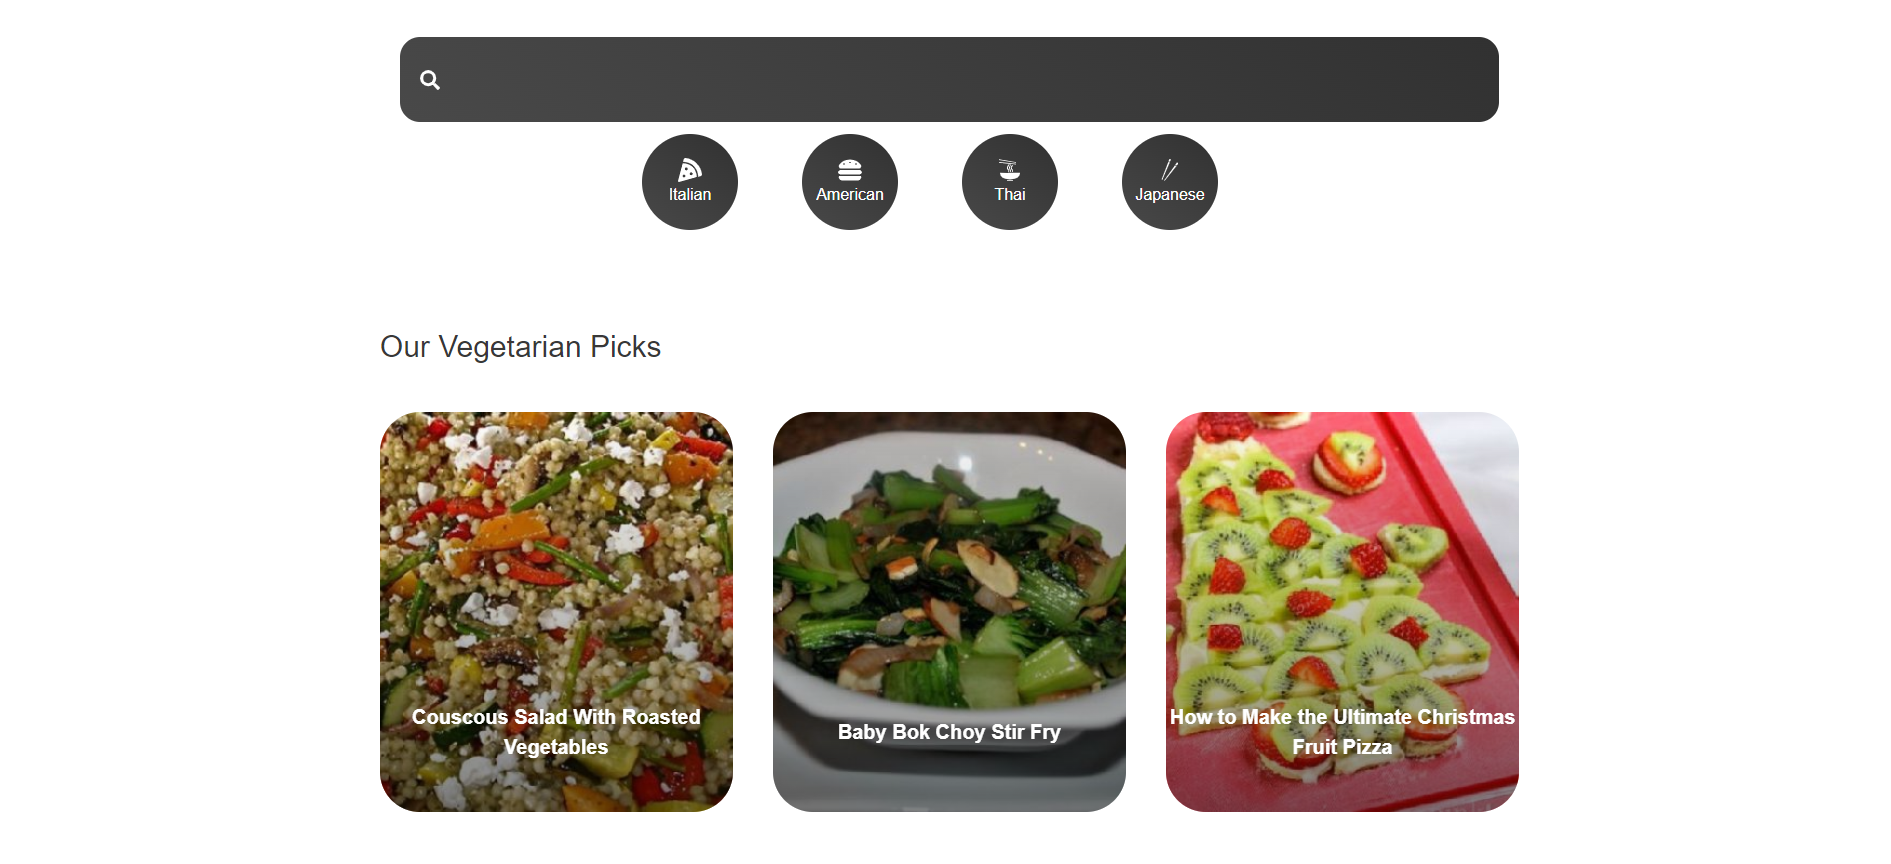 Italian
American
Thai
Japanese
Our Vegetarian Picks
Couscous Salad With Roasted
Vegetables
Baby Bok Choy Stir Fry
How to Make the Ultimate Christmas
Fruit Pizza